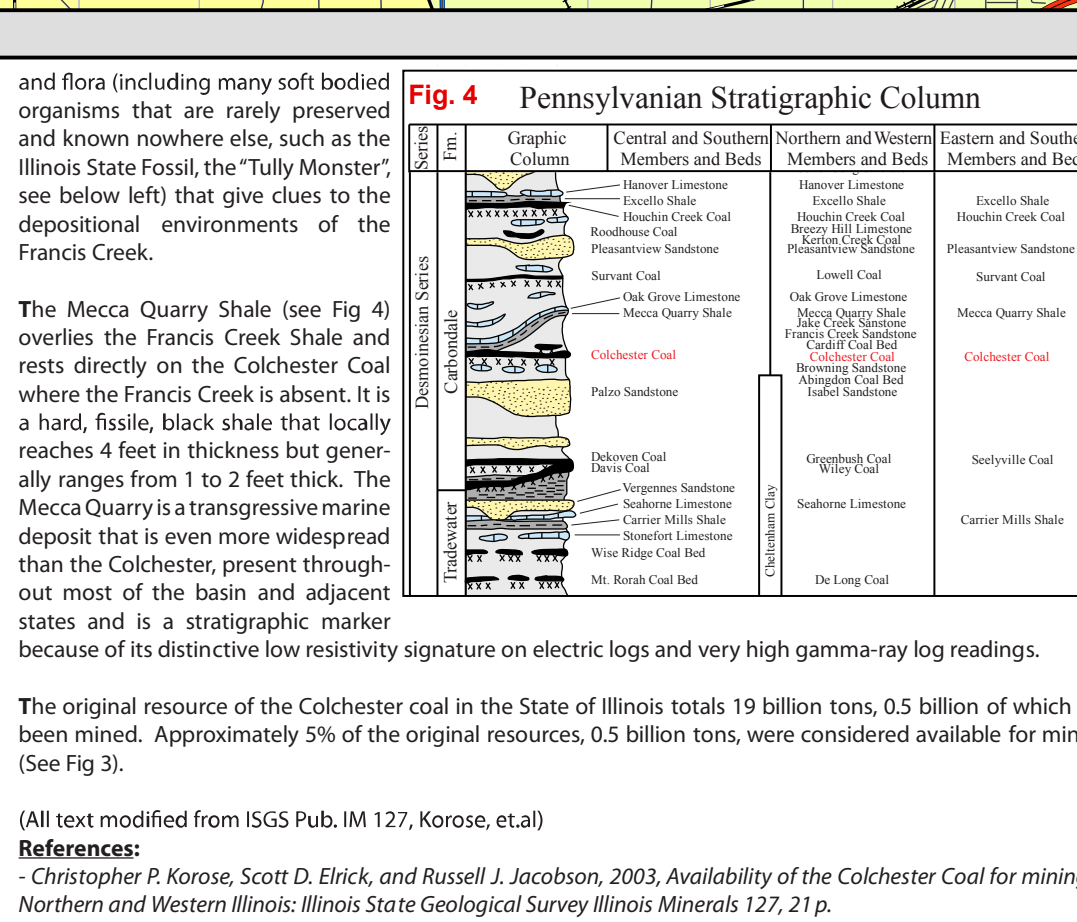 and flora (including many soft bodied
organisms that are rarely preserved
and known nowhere else, such as the
Illinois State Fossil, the “Tully Monster”,
see below left) that give clues to the
depositional environments of the
Francis Creek.
The Mecca Quarry Shale (see Fig 4)
overlies the Francis Creek Shale and
rests directly on the Colchester Coal
where the Francis Creek is absent. It is
a hard, fissile, black shale that locally
reaches 4 feet in thickness but gener-
ally ranges from 1 to 2 feet thick. The
Mecca Quarry is a transgressive marine
deposit that is even more widespread
than the Colchester, present through-
out most of the basin and adjacent
states and is a stratigraphic marker
because of its distinctive low resistivity signature on electric logs and very high gamma-ray log readings.
Fig. 4 Pennsylvanian Stratigraphic Column
Series
Fm.
Graphic
Column
Central and Southern
Members and Beds
Northern and Western
Members and Beds
Eastern and Southe
Members and Bed
Desmoinesian Series
Carbondale
Tradewater
Hanover Limestone
Excello Shale
Houchin Creek Coal
Roodhouse Coal
Pleasantview Sandstone
Survant Coal
Oak Grove Limestone
Mecca Quarry Shale
Colchester Coal
Palzo Sandstone
Dekoven Coal
Davis Coal
Vergennes Sandstone
Seahorne Limestone
Carrier Mills Shale
Stonefort Limestone
Wise Ridge Coal Bed
Mt. Rorah Coal Bed
Cheltenham Clay
Hanover Limestone
Excello Shale
Houchin Creek Coal
Breezy Hill Limestone
Kerton Creek Coal
Pleasantview Sandstone
Lowell Coal
Oak Grove Limestone
Mecca Quarry Shale
Jake Creek Sanstone
Francis Creek Sandstone
Cardiff Coal Bed
Colchester Coal
Browning Sandstone
Abingdon Coal Bed
Isabel Sandstone
Greenbush Coal
Wiley Coal
Seahorne Limestone
De Long Coal
Excello Shale
Houchin Creek Coal
Pleasantview Sandstone
Survant Coal
Mecca Quarry Shale
Colchester Coal
Seelyville Coal
Carrier Mills Shale
The original resource of the Colchester coal in the State of Illinois totals 19 billion tons, 0.5 billion of which
been mined. Approximately 5% of the original resources, 0.5 billion tons, were considered available for min
(See Fig 3).
(All text modified from ISGS Pub. IM 127, Korose, et.al)
References:
- Christopher P. Korose, Scott D. Elrick, and Russell J. Jacobson, 2003, Availability of the Colchester Coal for mining
Northern and Western Illinois: Illinois State Geological Survey Illinois Minerals 127, 21 p.